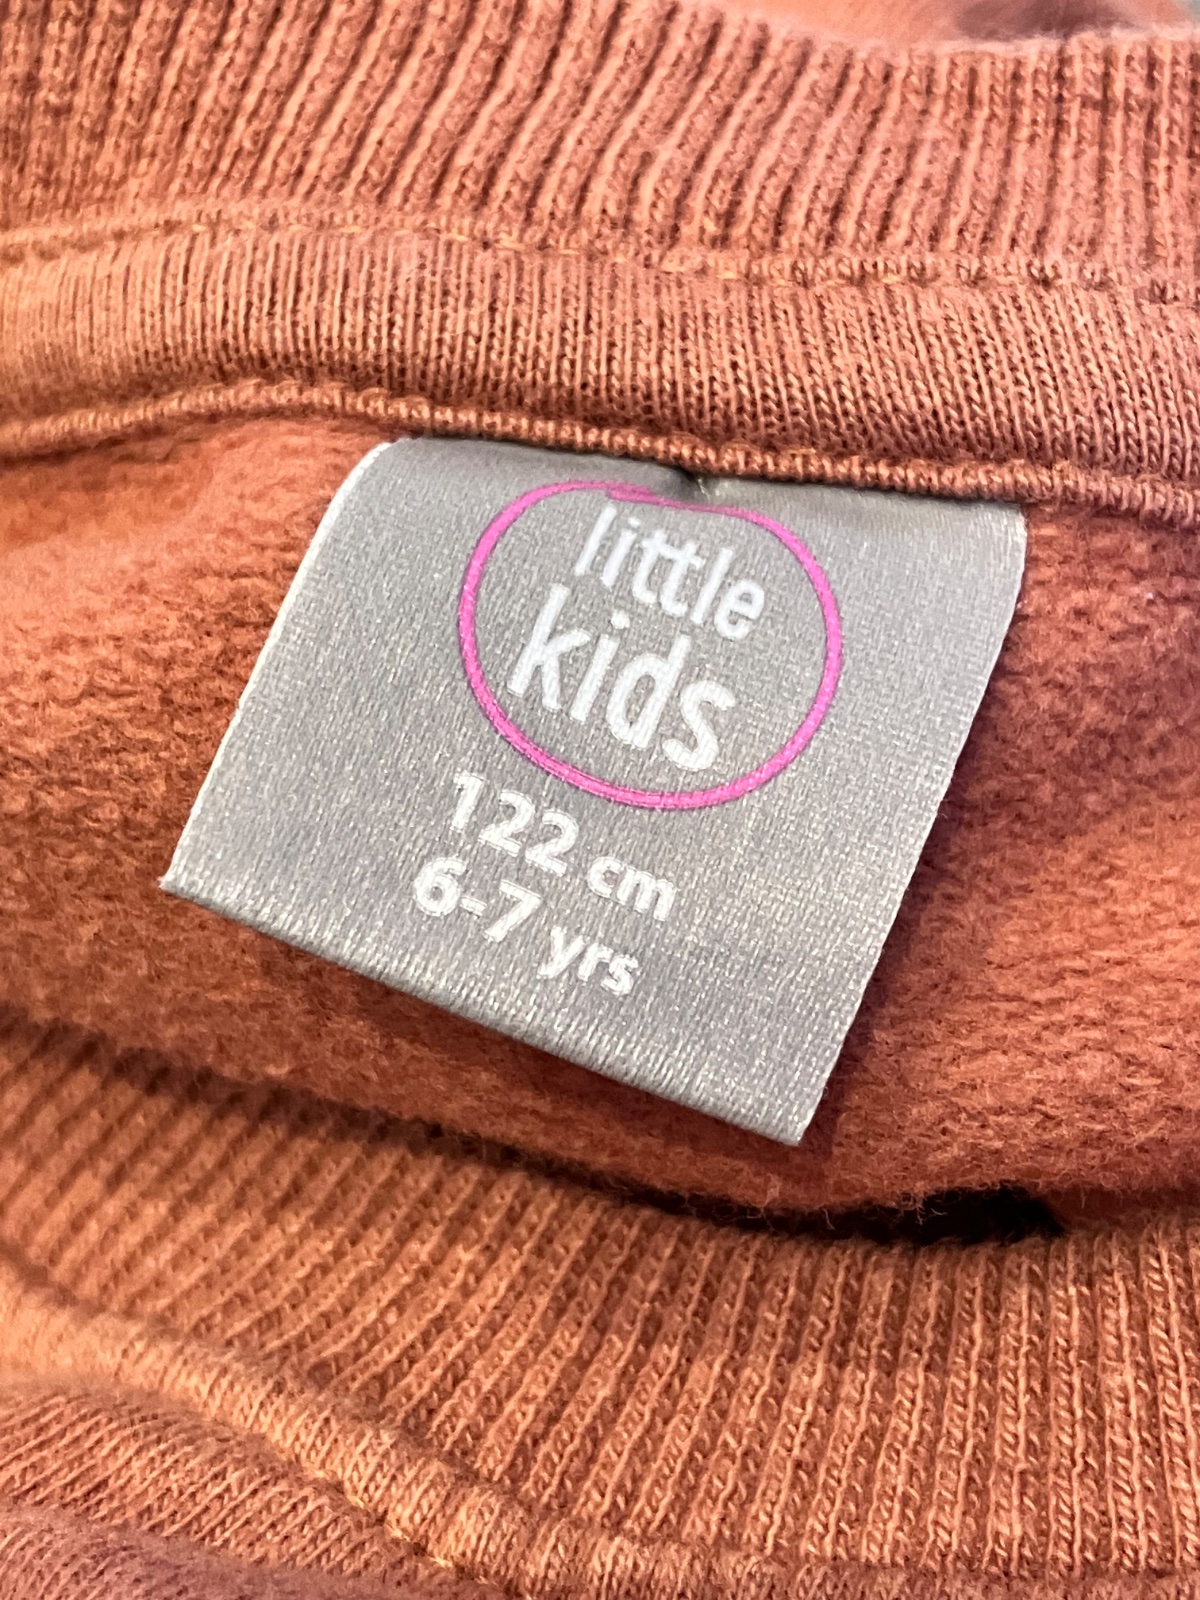 little
kids
122 cm
6-7 yrs